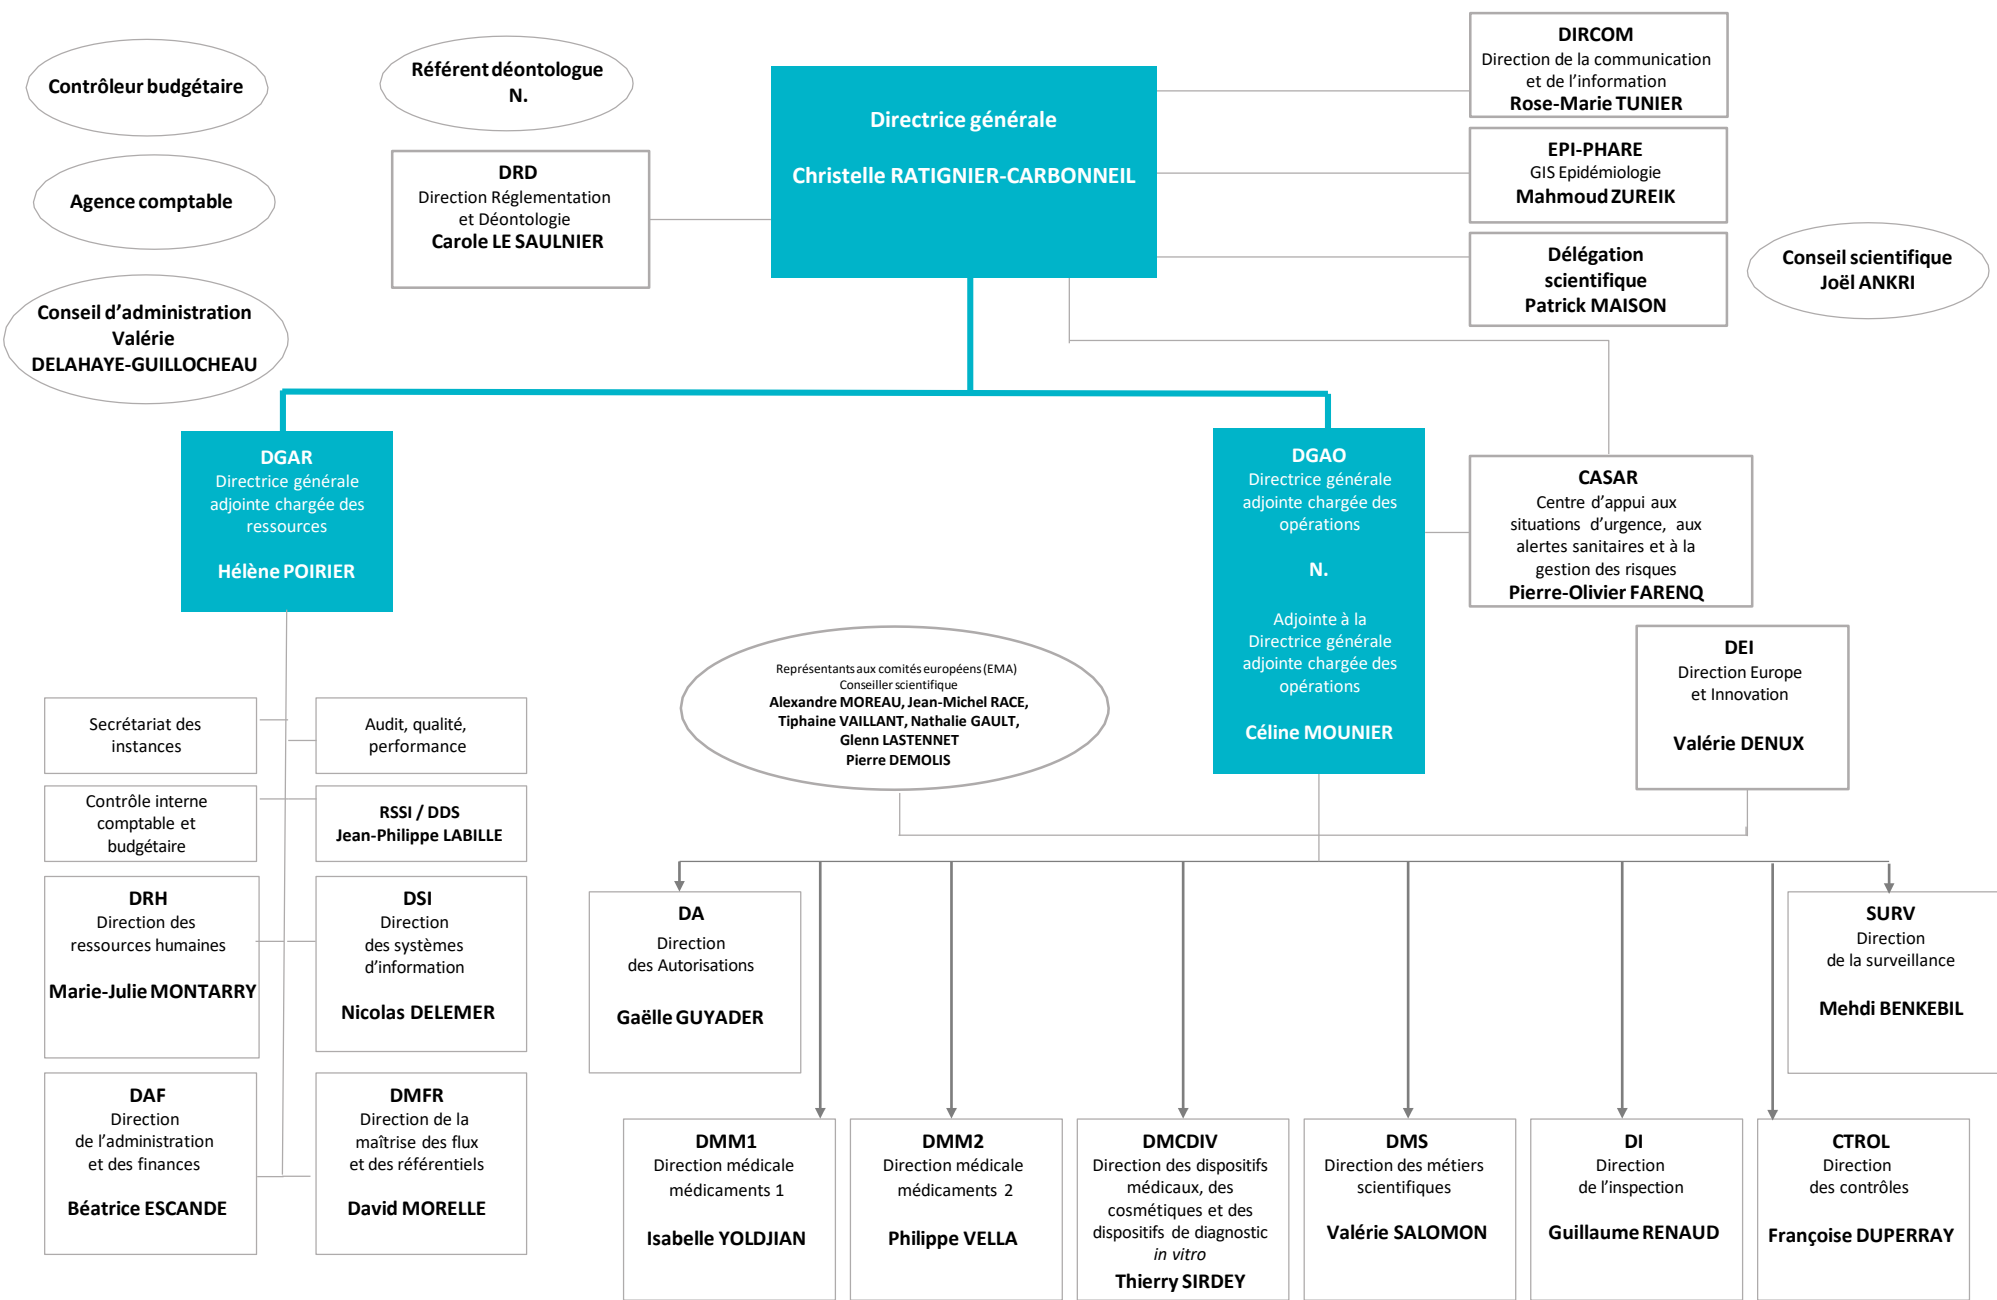 Contrôleur budgétaire
Agence comptable
Conseil d’administration
Valérie
DELAHAYE-GUILLOCHEAU
Référent déontologue
N.
DRD
Direction Réglementation
et Déontologie
Carole LE SAULNIER
Directrice générale
Christelle RATIGNIER-CARBONNEIL
DIRCOM
Direction de la communication
et de l’information
Rose-Marie TUNIER
EPI-PHARE
GIS Epidémiologie
Mahmoud ZUREIK
Délégation
scientifique
Patrick MAISON
Conseil scientifique
Joël ANKRI
DGAR
Directrice générale
adjointe chargée des
ressources
Hélène POIRIER
DGAO
Directrice générale
adjointe chargée des
opérations
N.
Adjointe à la
Directrice générale
adjointe chargée des
opérations
Céline MOUNIER
CASAR
Centre d’appui aux
situations d’urgence, aux
alertes sanitaires et à la
gestion des risques
Pierre-Olivier FARENQ
DEI
Direction Europe
et Innovation
Valérie DENUX
Représentants aux comités européens (EMA)
Conseiller scientifique
Alexandre MOREAU, Jean-Michel RACE,
Tiphaine VAILLANT, Nathalie GAULT,
Glenn LASTENNET
Pierre DEMOLIS
Secrétariat des
instances
Audit, qualité,
performance
Contrôle interne
comptable et
budgétaire
RSSI / DDS
Jean-Philippe LABILLE
DRH
Direction des
ressources humaines
Marie-Julie MONTARRY
DSI
Direction
des systèmes
d’information
Nicolas DELEMER
DAF
Direction
de l’administration
et des finances
Béatrice ESCANDE
DMFR
Direction de la
maîtrise des flux
et des référentiels
David MORELLE
DA
Direction
des Autorisations
Gaëlle GUYADER
SURV
Direction
de la surveillance
Mehdi BENKEBIL
DMM1
Direction médicale
médicaments 1
Isabelle YOLDJIAN
DMM2
Direction médicale
médicaments 2
Philippe VELLA
DMCDIV
Direction des dispositifs
médicaux, des
cosmétiques et des
dispositifs de diagnostic
in vitro
Thierry SIRDEY
DMS
Direction des métiers
scientifiques
Valérie SALOMON
DI
Direction
de l’inspection
Guillaume RENAUD
CTROL
Direction
des contrôles
Françoise DUPERRAY